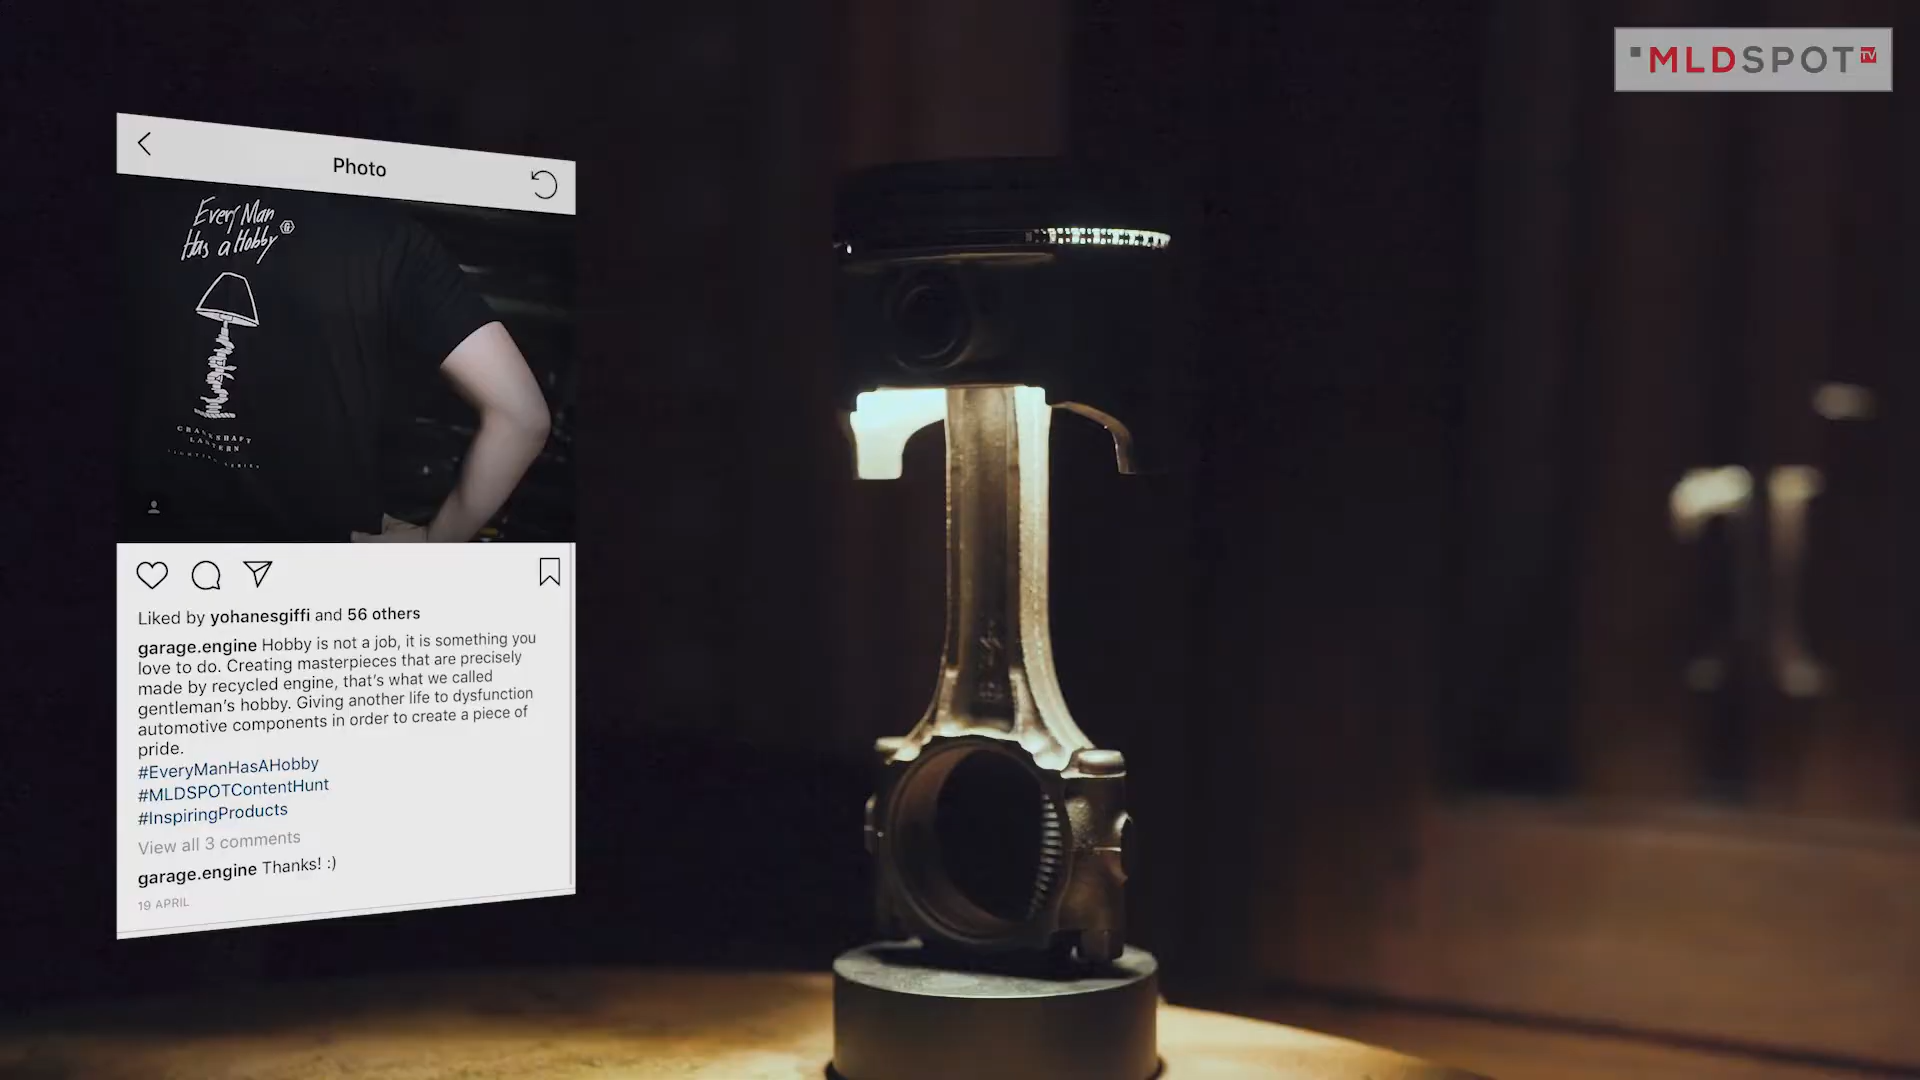 MLDSPOT TV
Photo
Every Man
Has a Hobby
CRANKSHAFT
LANTERN
Liked by yohanesgiffi and 56 others
garage.engine Hobby is not a job, it is something you
love to do. Creating masterpieces that are precisely
made by recycled engine, that's what we called
gentleman's hobby. Giving another life to dysfunction
automotive components in order to create a piece of
pride.
#EveryManHasAHobby
#MLDSPOTContentHunt
#InspiringProducts
View all 3 comments
garage.engine Thanks! :)
19 APRIL